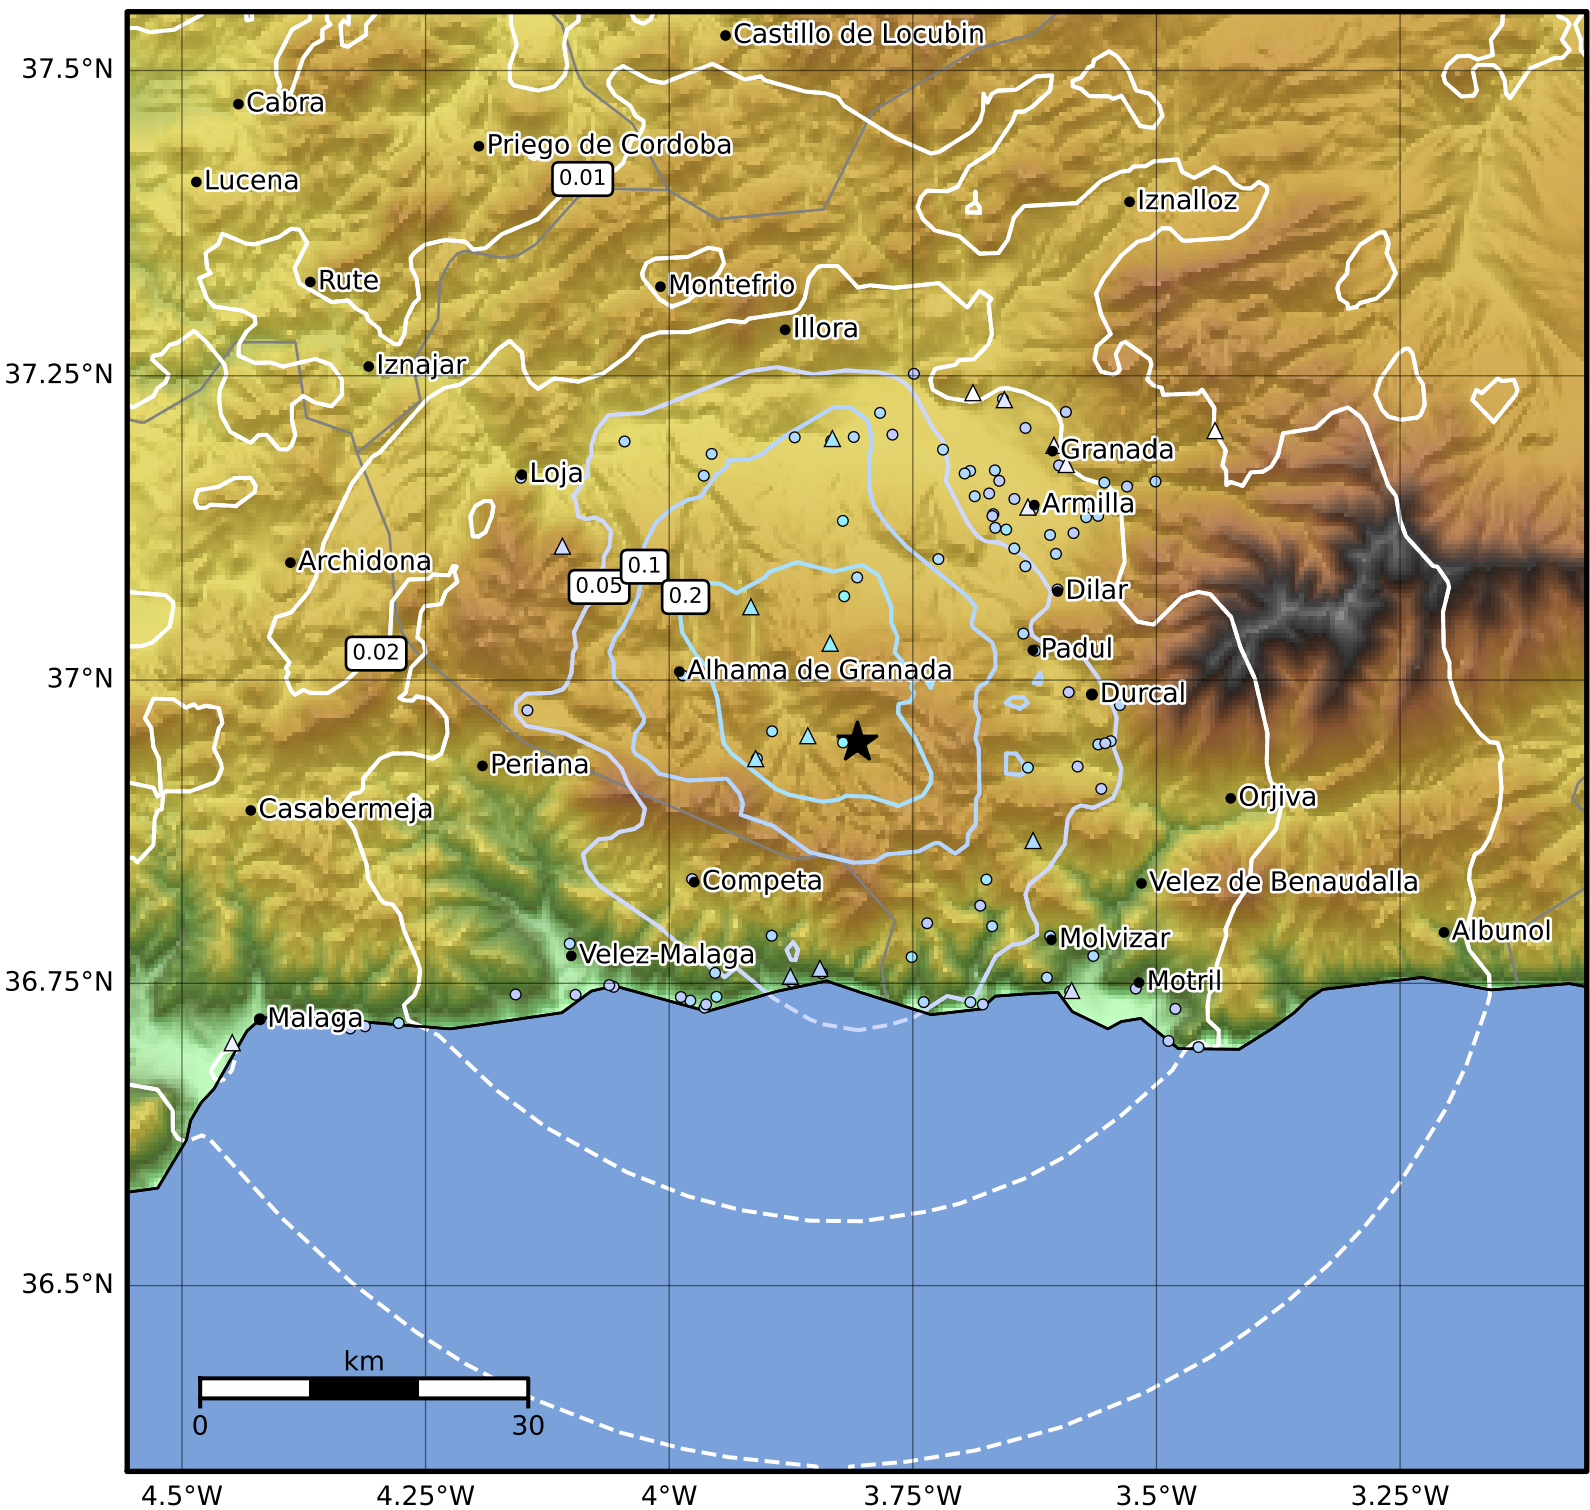 Castillo de Locubin
37.5°N
Cabra
Priego de Cordoba
0.01
Lucena
Iznalloz
Rute
Montefrio
Illora
Iznajar
37.25°N
Granada
Loja
Armilla
Archidona
0.1
0.05
0.2
Dilar
0.02
Padul
Alhama de Granada
37°N
Durcal
Periana
Orjiva
Casabermeja
Competa
Velez de Benaudalla
Albunol
Molvizar
Velez-Malaga
36.75°N
Motril
Malaga
36.5°N
km
0 30
4.5°W 4.25°W 4°W 3.75°W 3.5°W 3.25°W